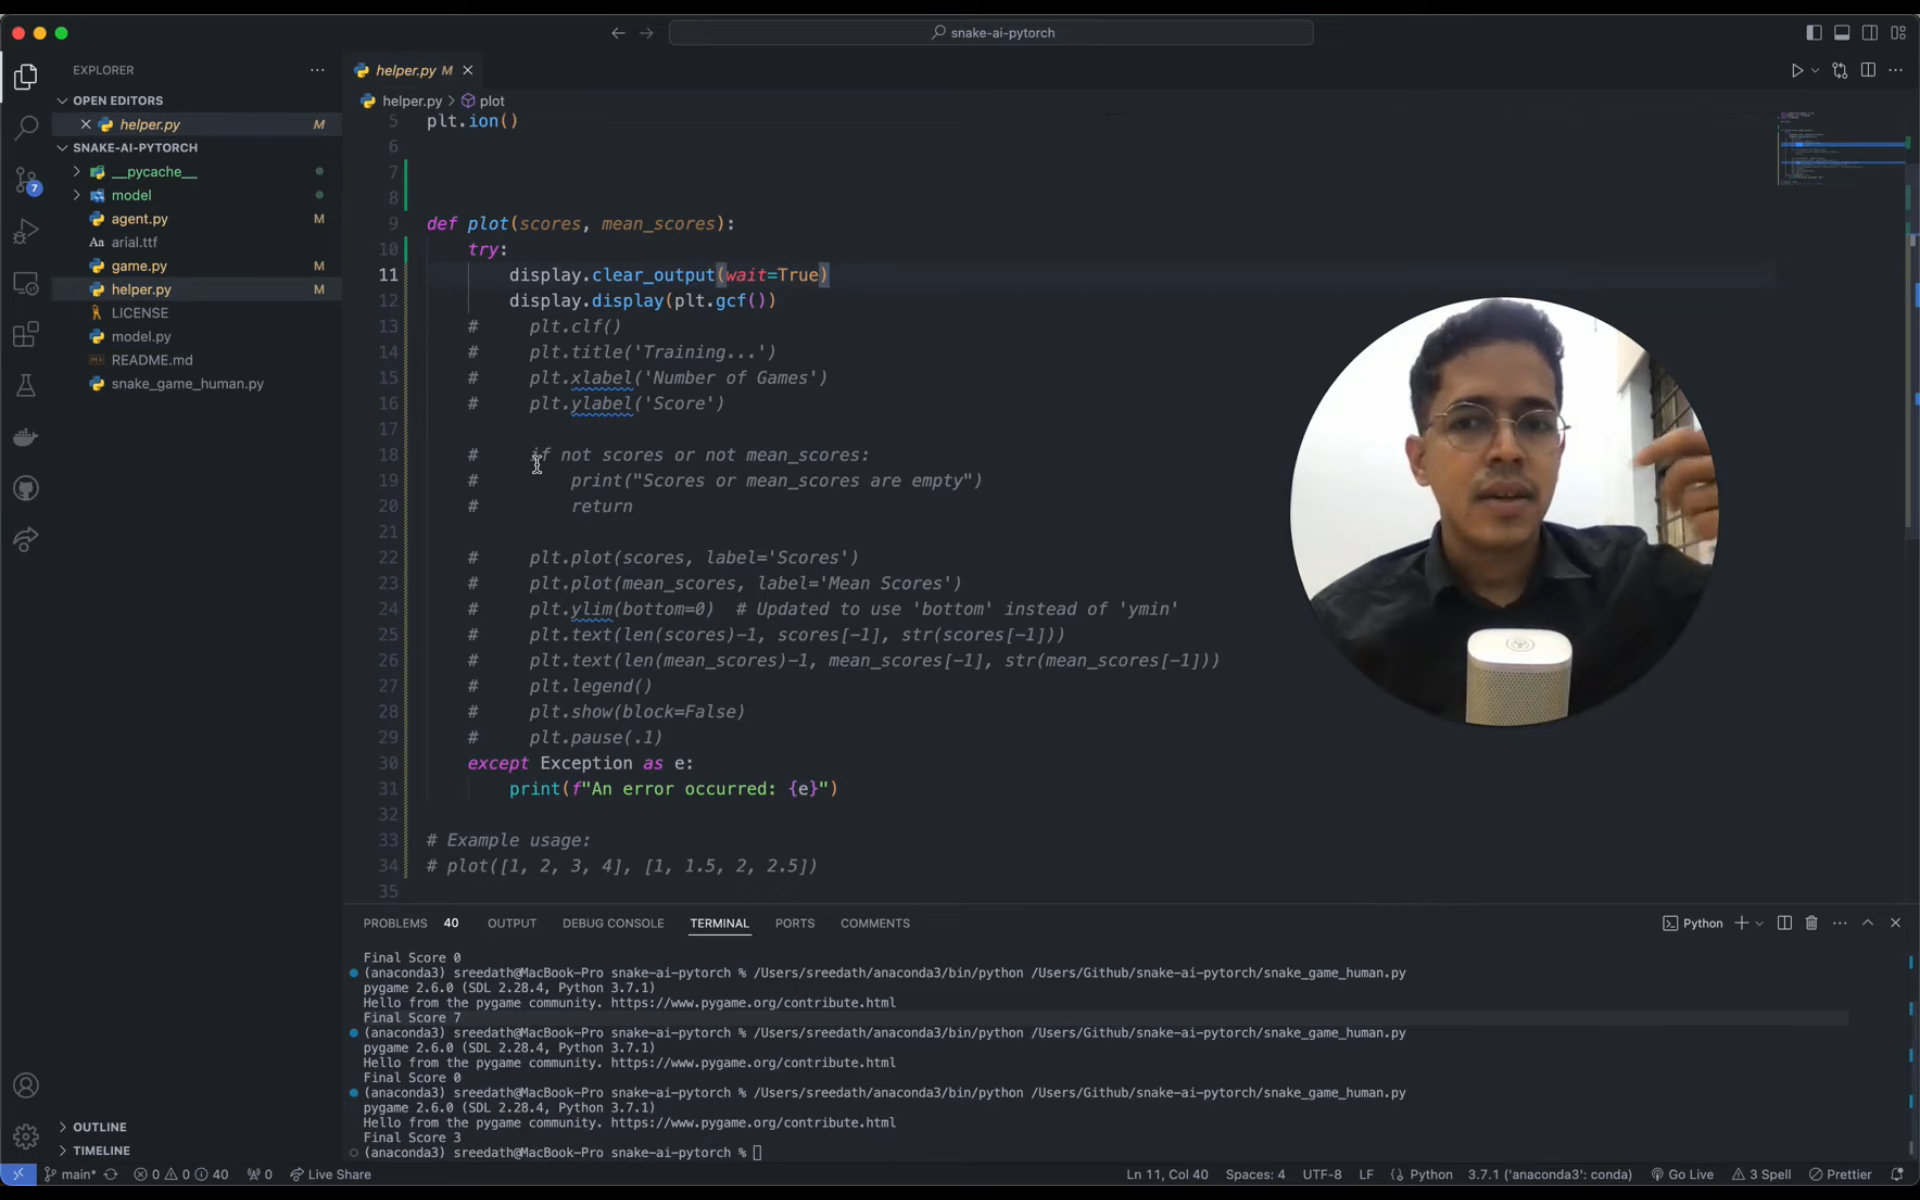 snake-ai-pytorch
EXPLORER
OPEN EDITORS
helper.py M
SNAKE-AI-PYTORCH
__pycache__
model
agent.py M
Aa arial.ttf
game.py M
helper.py M
LICENSE
model.py
README.md
snake_game_human.py
OUTLINE
TIMELINE
7
helper.py M
helper.py > plot
5 plt.ion()
6
7
8
9 def plot(scores, mean_scores):
10 try:
11 display.clear_output(wait=True)
12 display.display(plt.gcf())
13 # plt.clf()
14 # plt.title('Training...')
15 # plt.xlabel('Number of Games')
16 # plt.ylabel('Score')
17
18 # if not scores or not mean_scores:
19 # print("Scores or mean_scores are empty")
20 # return
21
22 # plt.plot(scores, label='Scores')
23 # plt.plot(mean_scores, label='Mean Scores')
24 # plt.ylim(bottom=0) # Updated to use 'bottom' instead of 'ymin'
25 # plt.text(len(scores)-1, scores[-1], str(scores[-1]))
26 # plt.text(len(mean_scores)-1, mean_scores[-1], str(mean_scores[-1]))
27 # plt.legend()
28 # plt.show(block=False)
29 # plt.pause(.1)
30 except Exception as e:
31 print(f"An error occurred: {e}")
32
33 # Example usage:
34 # plot([1, 2, 3, 4], [1, 1.5, 2, 2.5])
35
PROBLEMS 40 OUTPUT DEBUG CONSOLE TERMINAL PORTS COMMENTS Python
Final Score 0
(anaconda3) sreedath@MacBook-Pro snake-ai-pytorch % /Users/sreedath/anaconda3/bin/python /Users/Github/snake-ai-pytorch/snake_game_human.py
pygame 2.6.0 (SDL 2.28.4, Python 3.7.1)
Hello from the pygame community. https://www.pygame.org/contribute.html
Final Score 7
(anaconda3) sreedath@MacBook-Pro snake-ai-pytorch % /Users/sreedath/anaconda3/bin/python /Users/Github/snake-ai-pytorch/snake_game_human.py
pygame 2.6.0 (SDL 2.28.4, Python 3.7.1)
Hello from the pygame community. https://www.pygame.org/contribute.html
Final Score 0
(anaconda3) sreedath@MacBook-Pro snake-ai-pytorch % /Users/sreedath/anaconda3/bin/python /Users/Github/snake-ai-pytorch/snake_game_human.py
pygame 2.6.0 (SDL 2.28.4, Python 3.7.1)
Hello from the pygame community. https://www.pygame.org/contribute.html
Final Score 3
(anaconda3) sreedath@MacBook-Pro snake-ai-pytorch %
main* 0 0 40 0 Live Share Ln 11, Col 40 Spaces: 4 UTF-8 LF Python 3.7.1 ('anaconda3': conda) Go Live 3 Spell Prettier